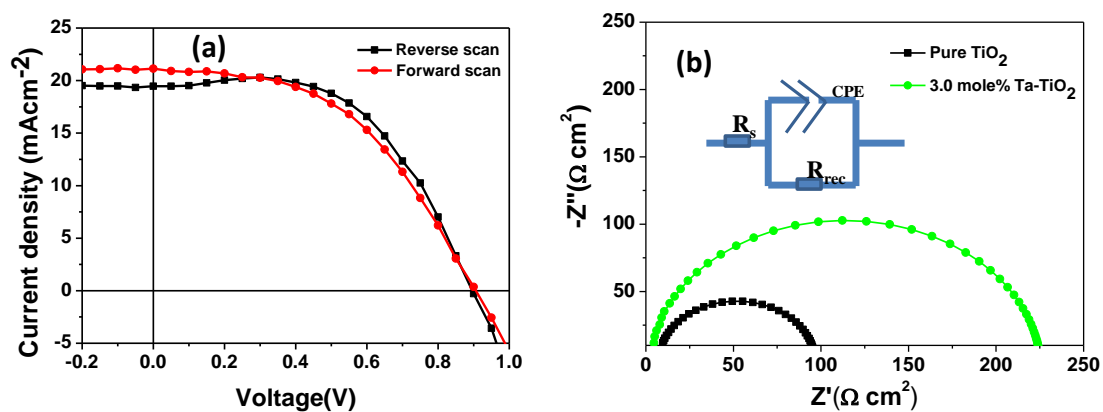 (a)
Reverse scan
Forward scan
Current density (mAcm⁻²)
25
20
15
10
5
0
-5
-0.2 0.0 0.2 0.4 0.6 0.8 1.0
Voltage(V)
(b)
Pure TiO₂
3.0 mole% Ta-TiO₂
CPE
Rₛ
R_rec
-Z''(Ω cm²)
-250
-200
150
100
50
50 100 150 200 250
Z'(Ω cm²)